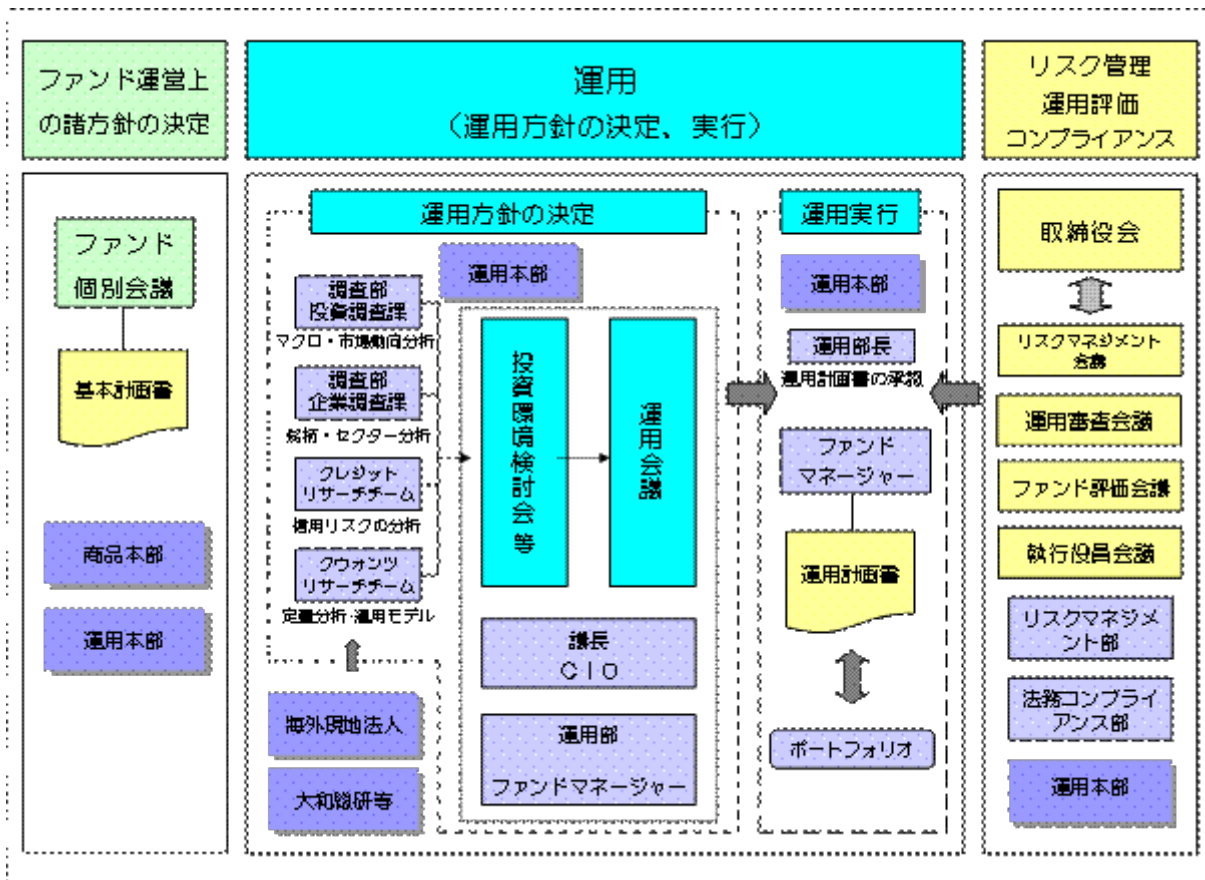 ファンド運営上
の諸方針の決定
運用
（運用方針の決定、実行）
リスク管理
運用評価
コンプライアンス
ファンド
個別会議
基本計画書
商品本部
運用本部
運用方針の決定
運用本部
調査部
投資調査課
マクロ・市場動向分析
調査部
企業調査課
銘柄・セクター分析
クレジット
リサーチチーム
信用リスクの分析
クウォンツ
リサーチチーム
定量分析・運用モデル
海外現地法人
大和総研等
投資環境検討会等
運用会議
議長
ＣＩＯ
運用部
ファンドマネージャー
運用実行
運用本部
運用部長
運用計画書の承認
ファンド
マネージャー
運用計画書
ポートフォリオ
取締役会
リスクマネジメント
会議
運用審査会議
ファンド評価会議
執行役員会議
リスクマネジメ
ント部
法務コンプライ
アンス部
運用本部